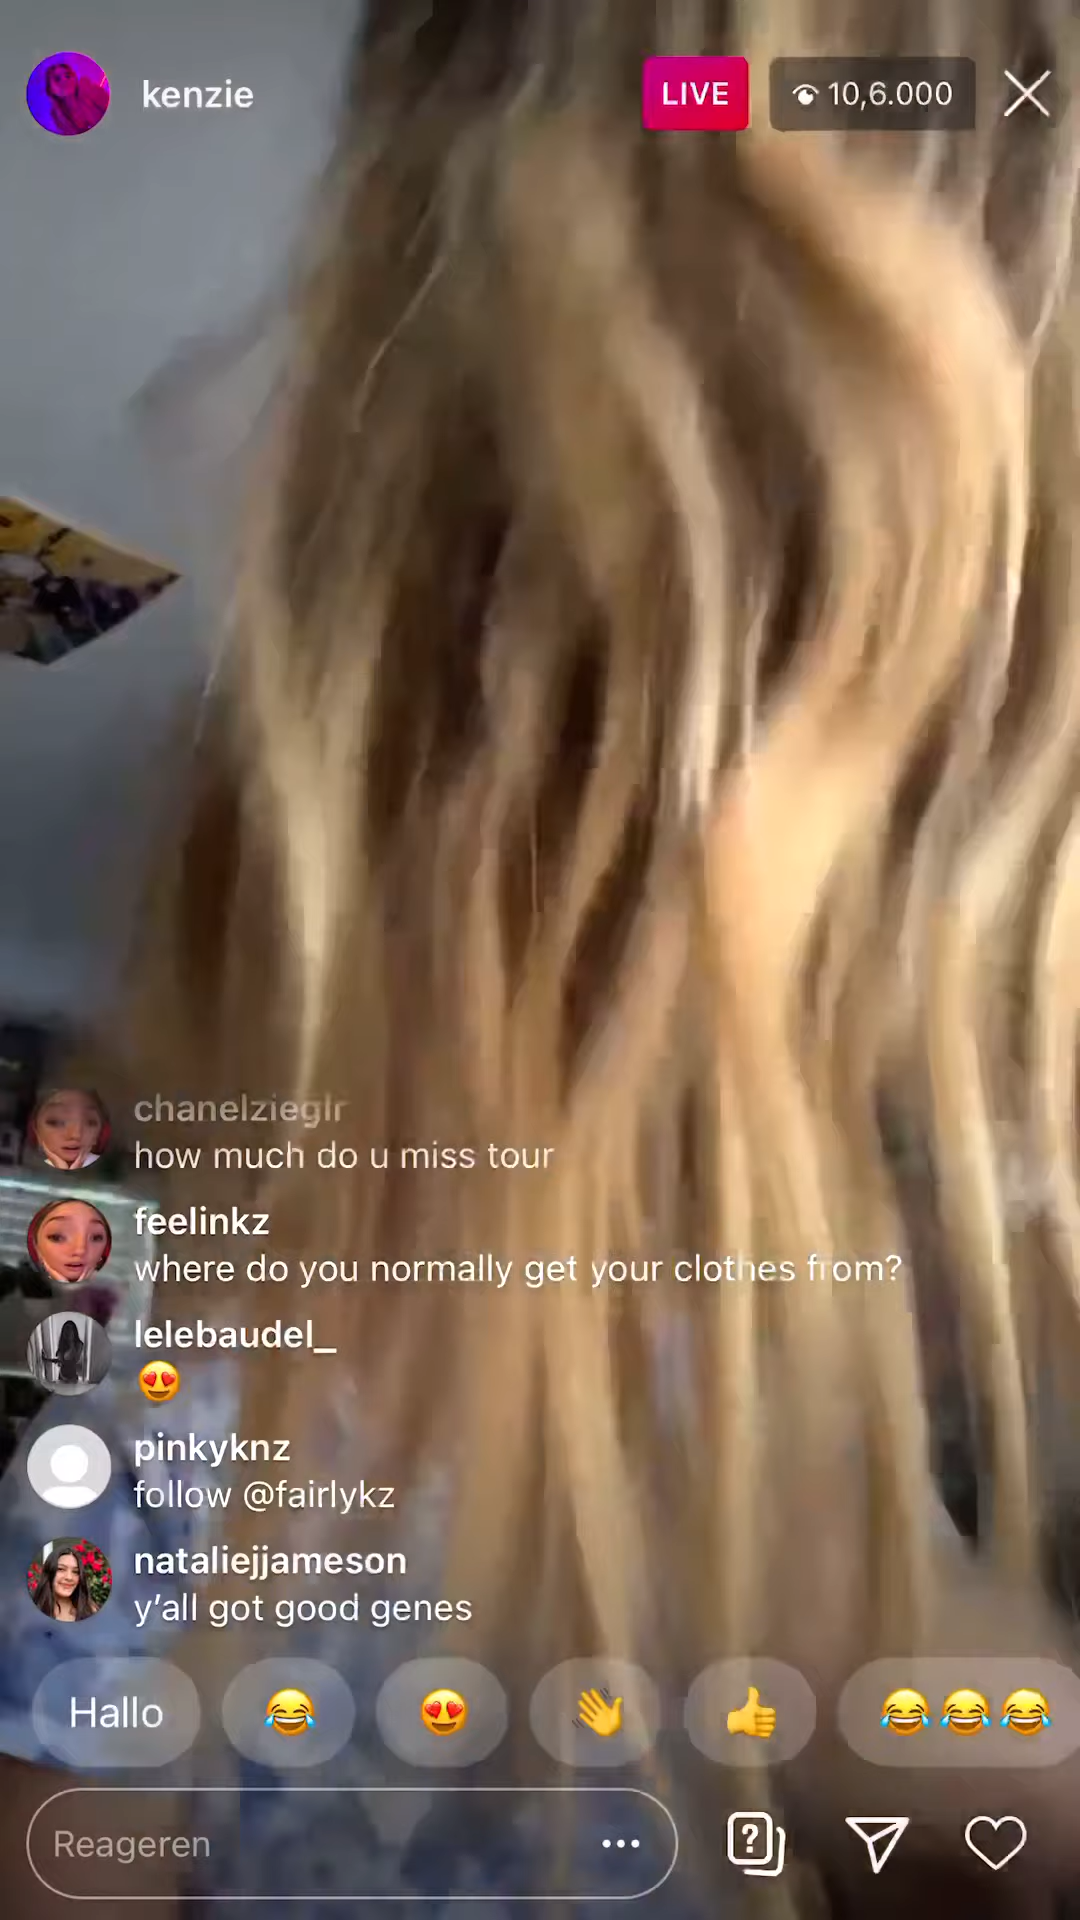 kenzie
LIVE
10,6.000
chanelzieglr
how much do u miss tour
feelinkz
where do you normally get your clothes from?
lelebaudel_
😍
pinkyknz
follow @fairlykz
nataliejjameson
y’all got good genes
Hallo 😂 😍 👋 👍 😂😂😂
Reageren